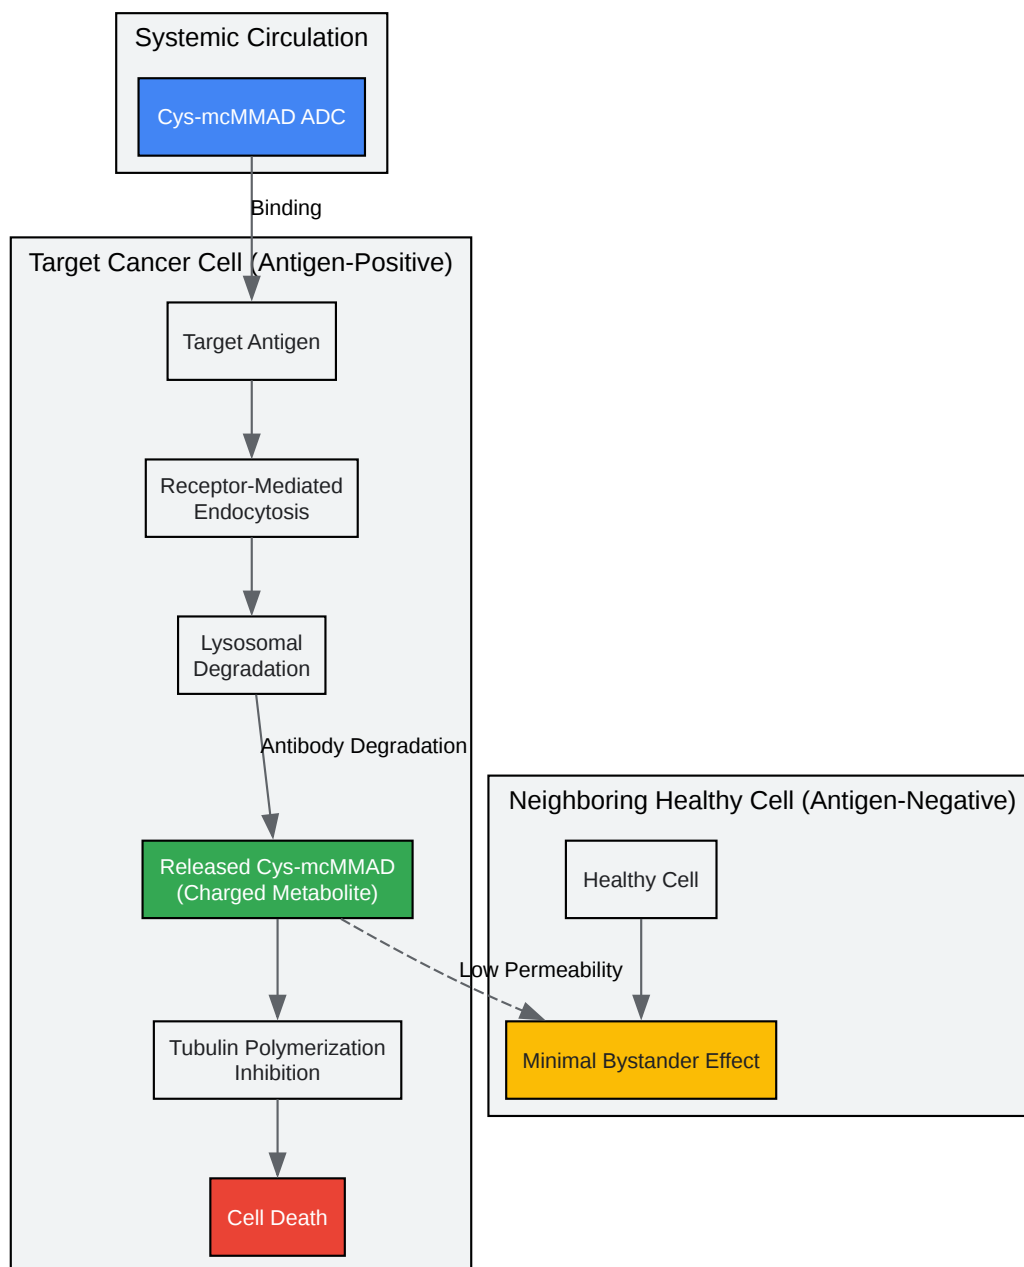 Systemic Circulation
Cys-mcMMAD ADC
Binding
Target Cancer Cell (Antigen-Positive)
Target Antigen
Receptor-Mediated
Endocytosis
Lysosomal
Degradation
Antibody Degradation
Neighboring Healthy Cell (Antigen-Negative)
Released Cys-mcMMAD
(Charged Metabolite)
Healthy Cell
Low Permeability
Tubulin Polymerization
Inhibition
Minimal Bystander Effect
Cell Death